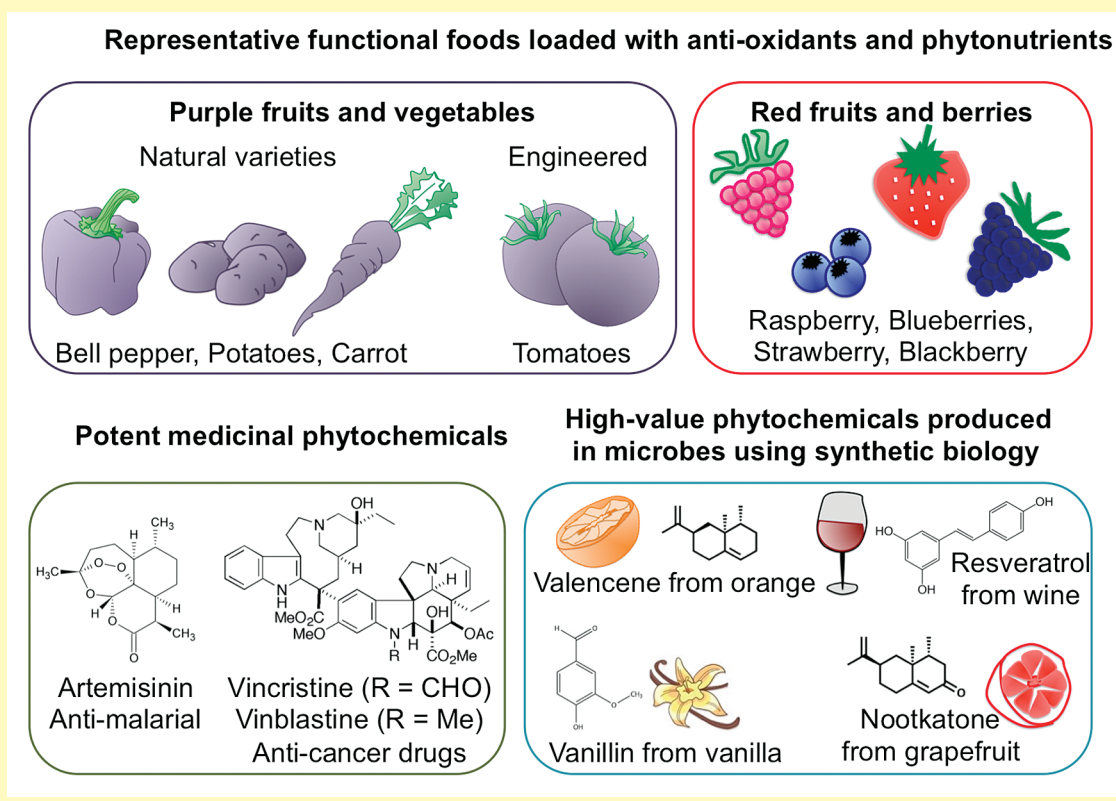 Representative functional foods loaded with anti-oxidants and phytonutrients
Purple fruits and vegetables
Natural varieties
Engineered
Bell pepper, Potatoes, Carrot
Tomatoes
Red fruits and berries
Raspberry, Blueberries,
Strawberry, Blackberry
Potent medicinal phytochemicals
CH₃
H
H₃C
O
O
O
H
H
O
CH₃
O
Artemisinin
Anti-malarial
OH
N
H
N
H
NH
MeO₂C
MeO
OH
OAc
N
H
R
CO₂Me
Vincristine (R = CHO)
Vinblastine (R = Me)
Anti-cancer drugs
High-value phytochemicals produced
in microbes using synthetic biology
Valencene from orange
OH
HO
OH
Resveratrol
from wine
H
O
O
CH₃
OH
Vanillin from vanilla
O
Nootkatone
from grapefruit